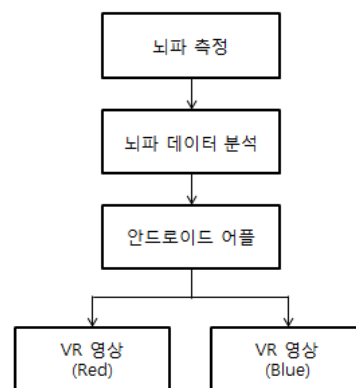 뇌파 측정
뇌파 데이터 분석
안드로이드 어플
VR 영상
(Red)
VR 영상
(Blue)